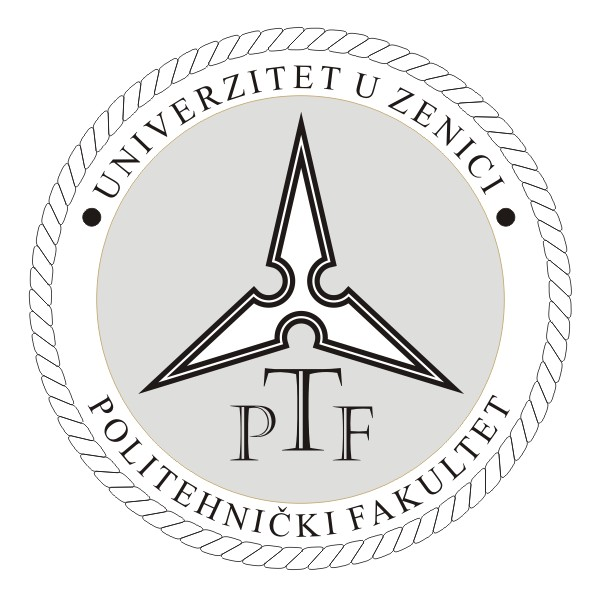 UNIVERZITET U ZENICI
PTF
POLITEHNIČKI FAKULTET